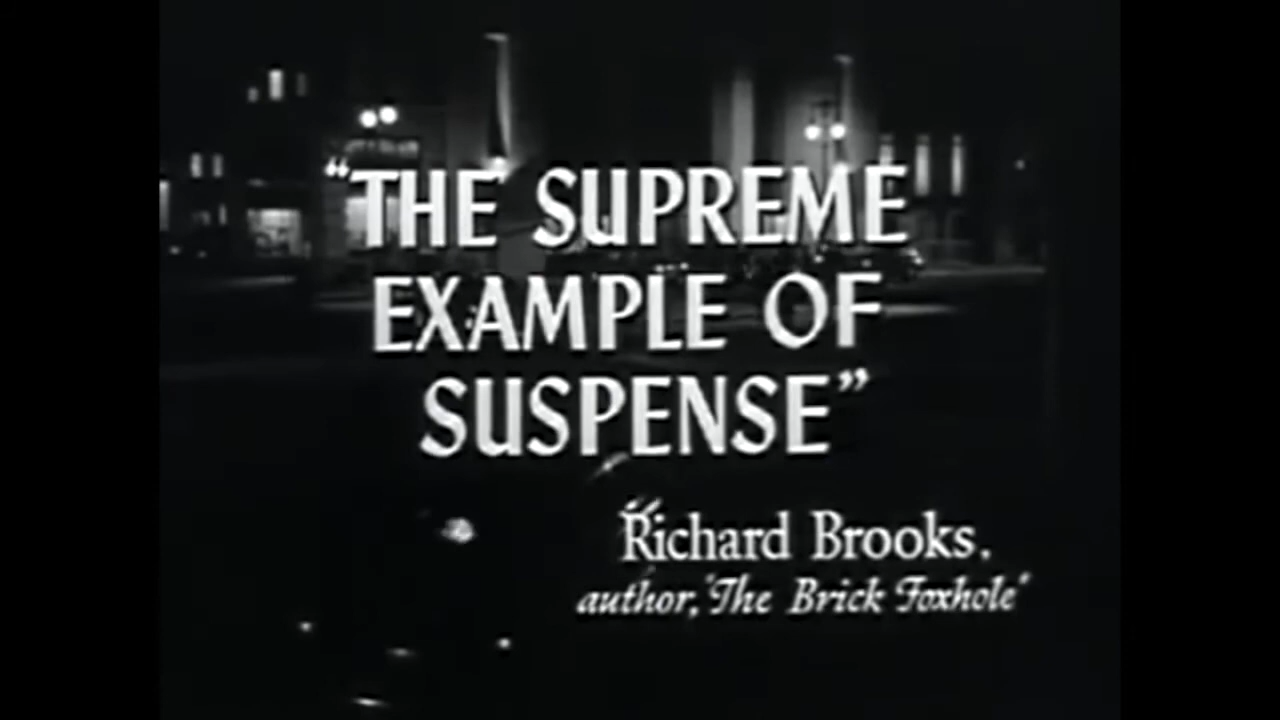 “THE SUPREME
EXAMPLE OF
SUSPENSE”
Richard Brooks.
author, "The Brick Foxhole"